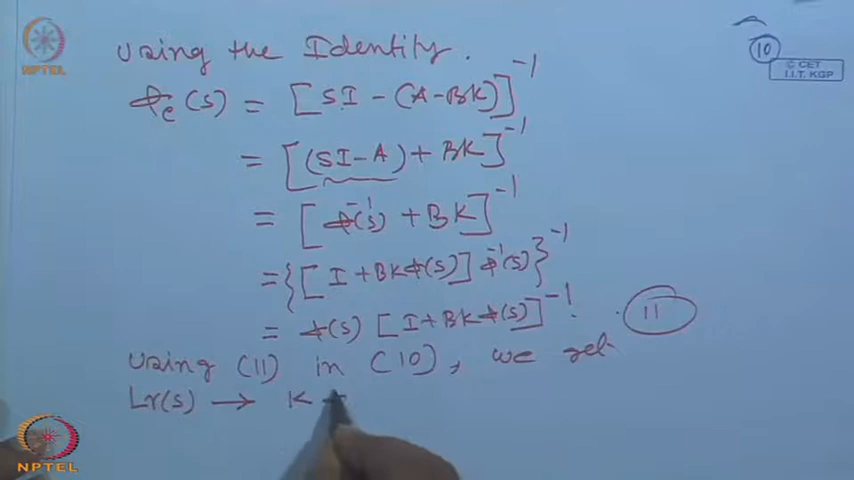 Using the Identity.
10
© CET
I.I.T. KGP
NPTEL
Φc(s) = [SI - (A-BK)]⁻¹
= [(SI-A) + BK]⁻¹
= [Φ⁻¹(s) + BK]⁻¹
= {[I + BKΦ(s)] Φ⁻¹(s)}⁻¹
= Φ(s) [I+BKΦ(s)]⁻¹. 11
Using (11) in (10), we get
Lr(s) → K
NPTEL